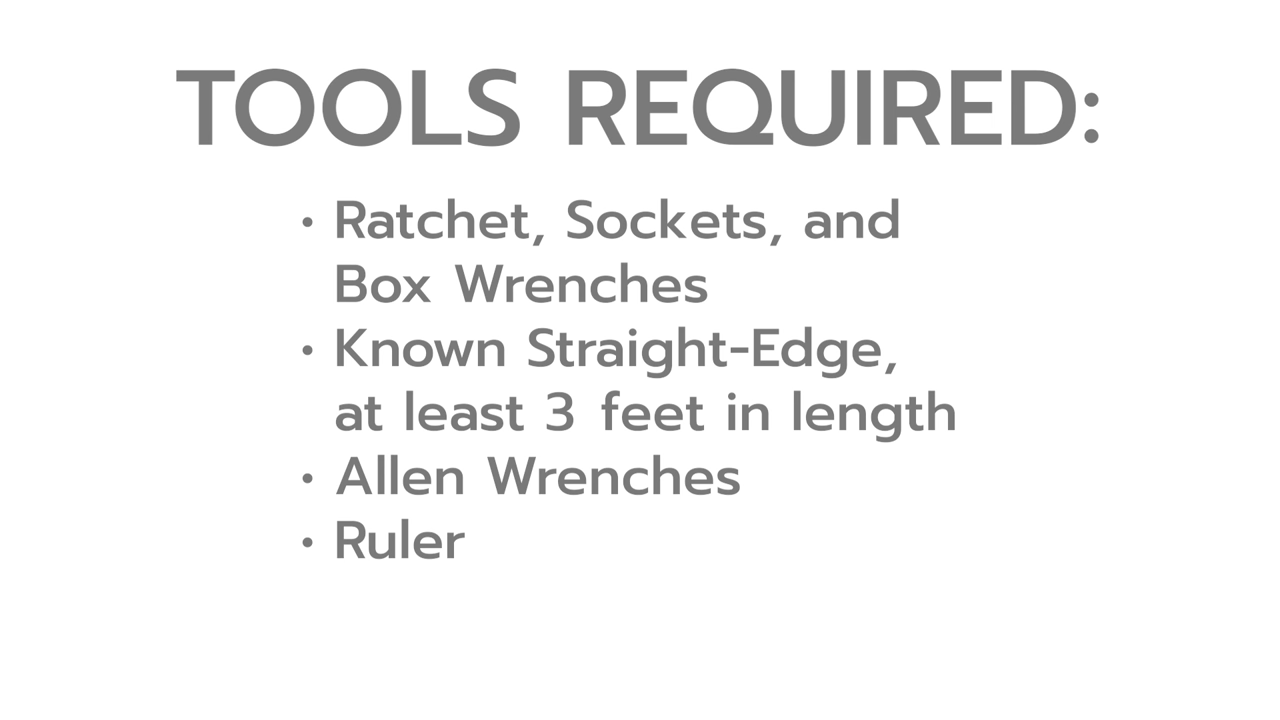 TOOLS REQUIRED:
• Ratchet, Sockets, and
Box Wrenches
• Known Straight-Edge,
at least 3 feet in length
• Allen Wrenches
• Ruler